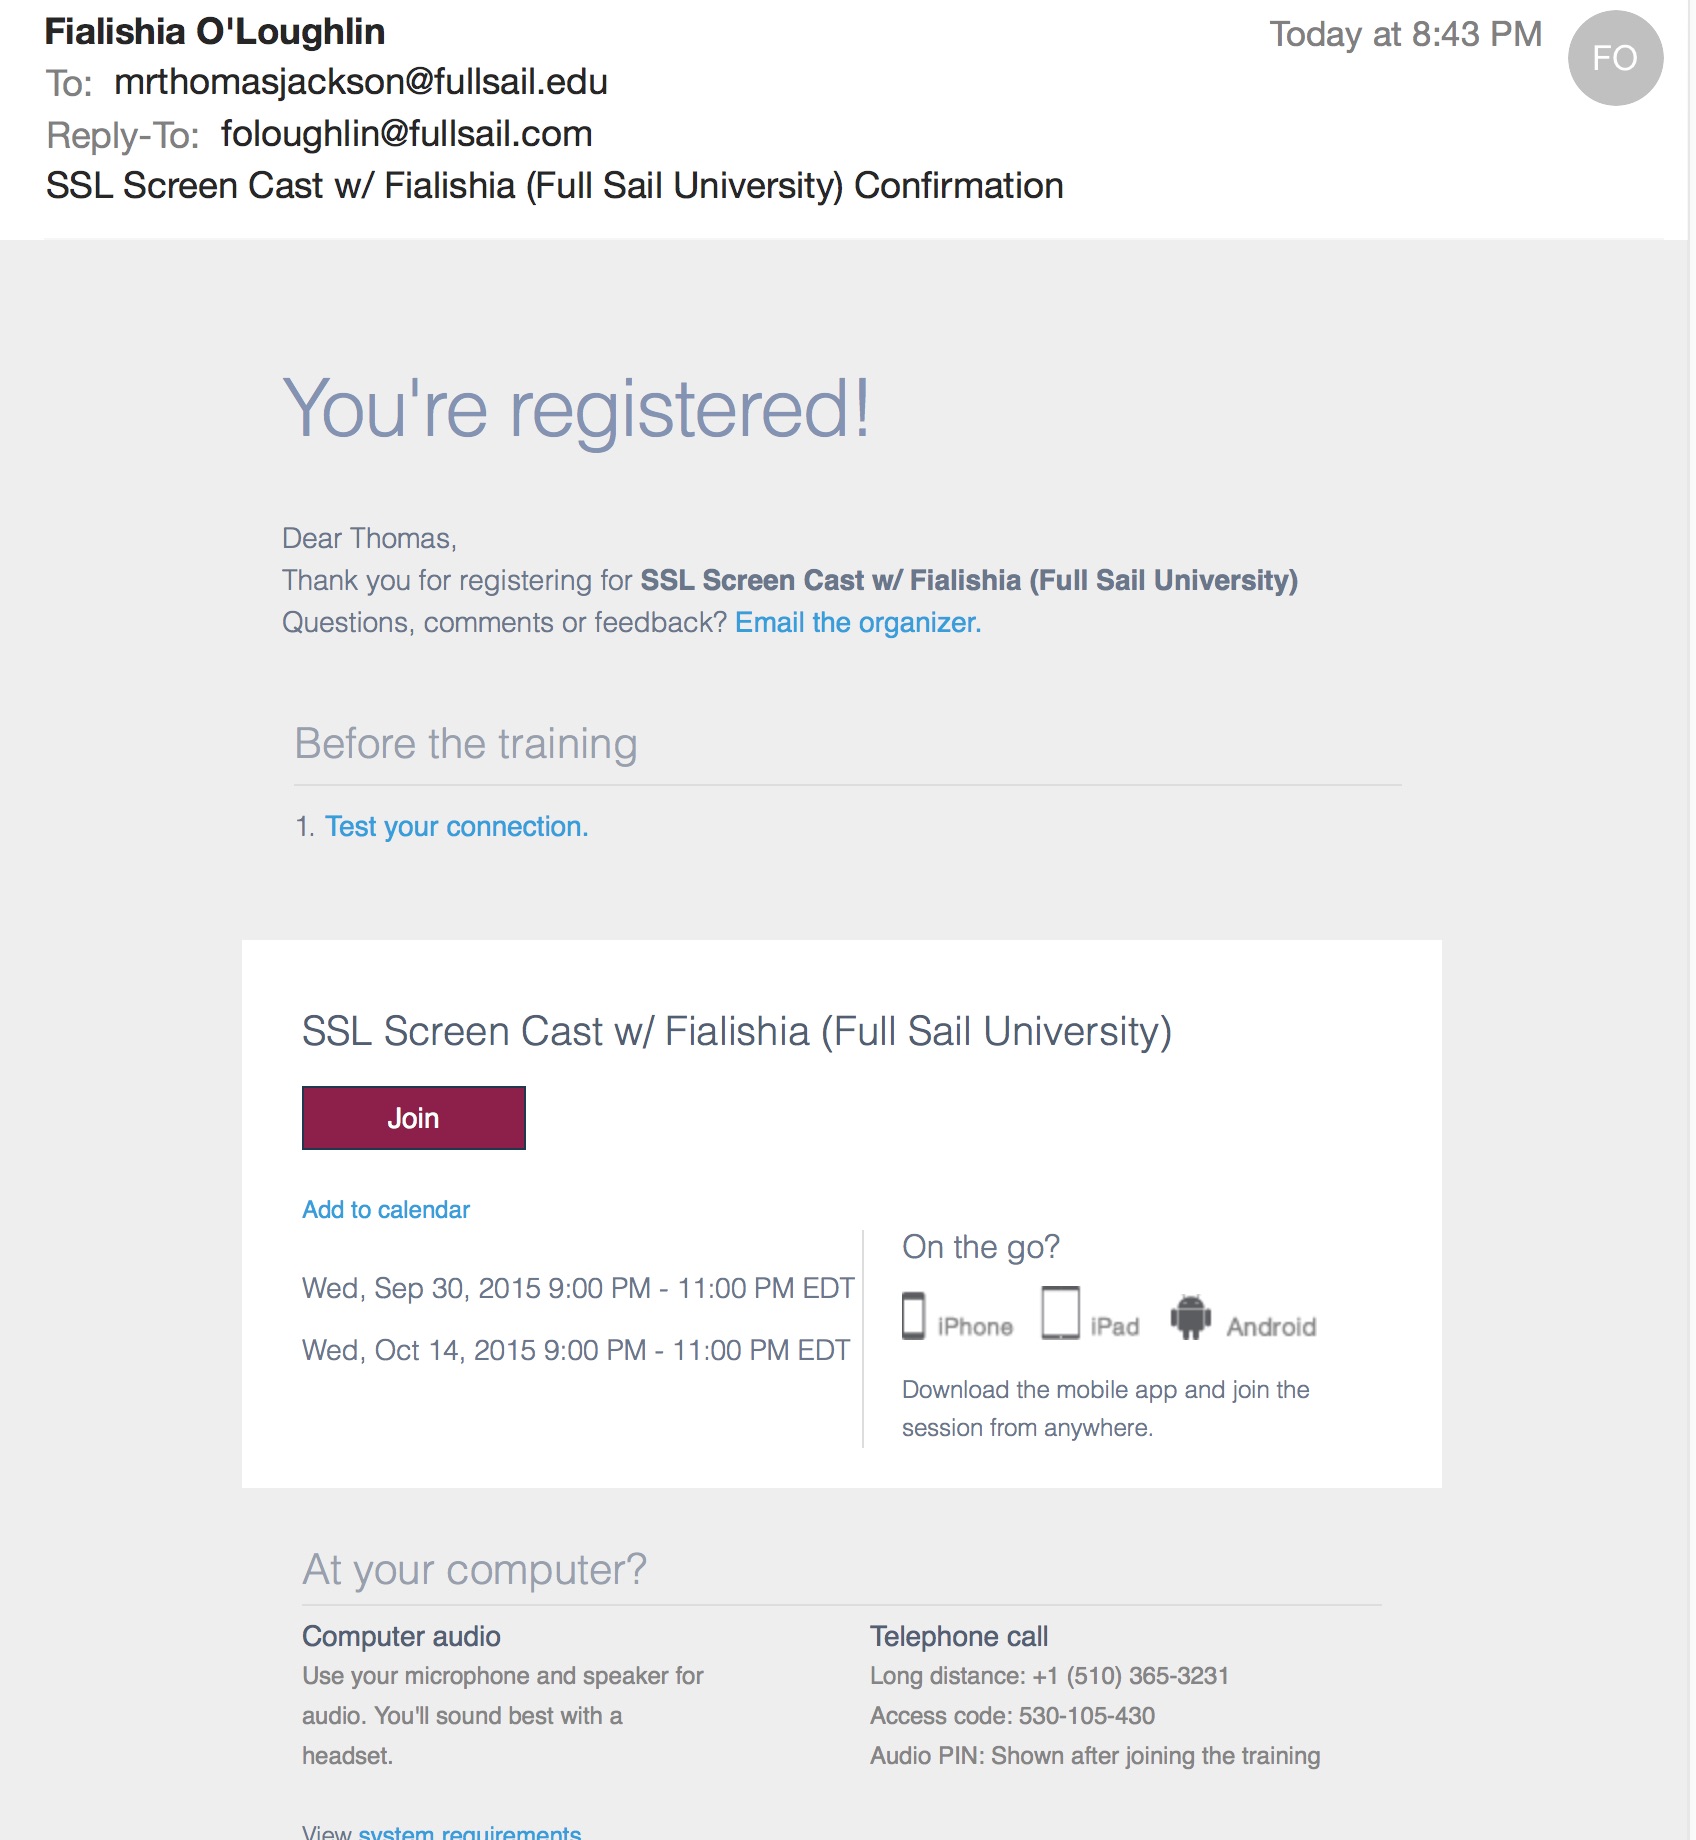 Fialishia O'Loughlin
Today at 8:43 PM
FO
To: mrthomasjackson@fullsail.edu
Reply-To: foloughlin@fullsail.com
SSL Screen Cast w/ Fialishia (Full Sail University) Confirmation
You're registered!
Dear Thomas,
Thank you for registering for SSL Screen Cast w/ Fialishia (Full Sail University)
Questions, comments or feedback? Email the organizer.
Before the training
1. Test your connection.
SSL Screen Cast w/ Fialishia (Full Sail University)
Join
Add to calendar
Wed, Sep 30, 2015 9:00 PM - 11:00 PM EDT
Wed, Oct 14, 2015 9:00 PM - 11:00 PM EDT
On the go?
iPhone iPad Android
Download the mobile app and join the
session from anywhere.
At your computer?
Computer audio
Use your microphone and speaker for
audio. You'll sound best with a
headset.
Telephone call
Long distance: +1 (510) 365-3231
Access code: 530-105-430
Audio PIN: Shown after joining the training
View system requirements